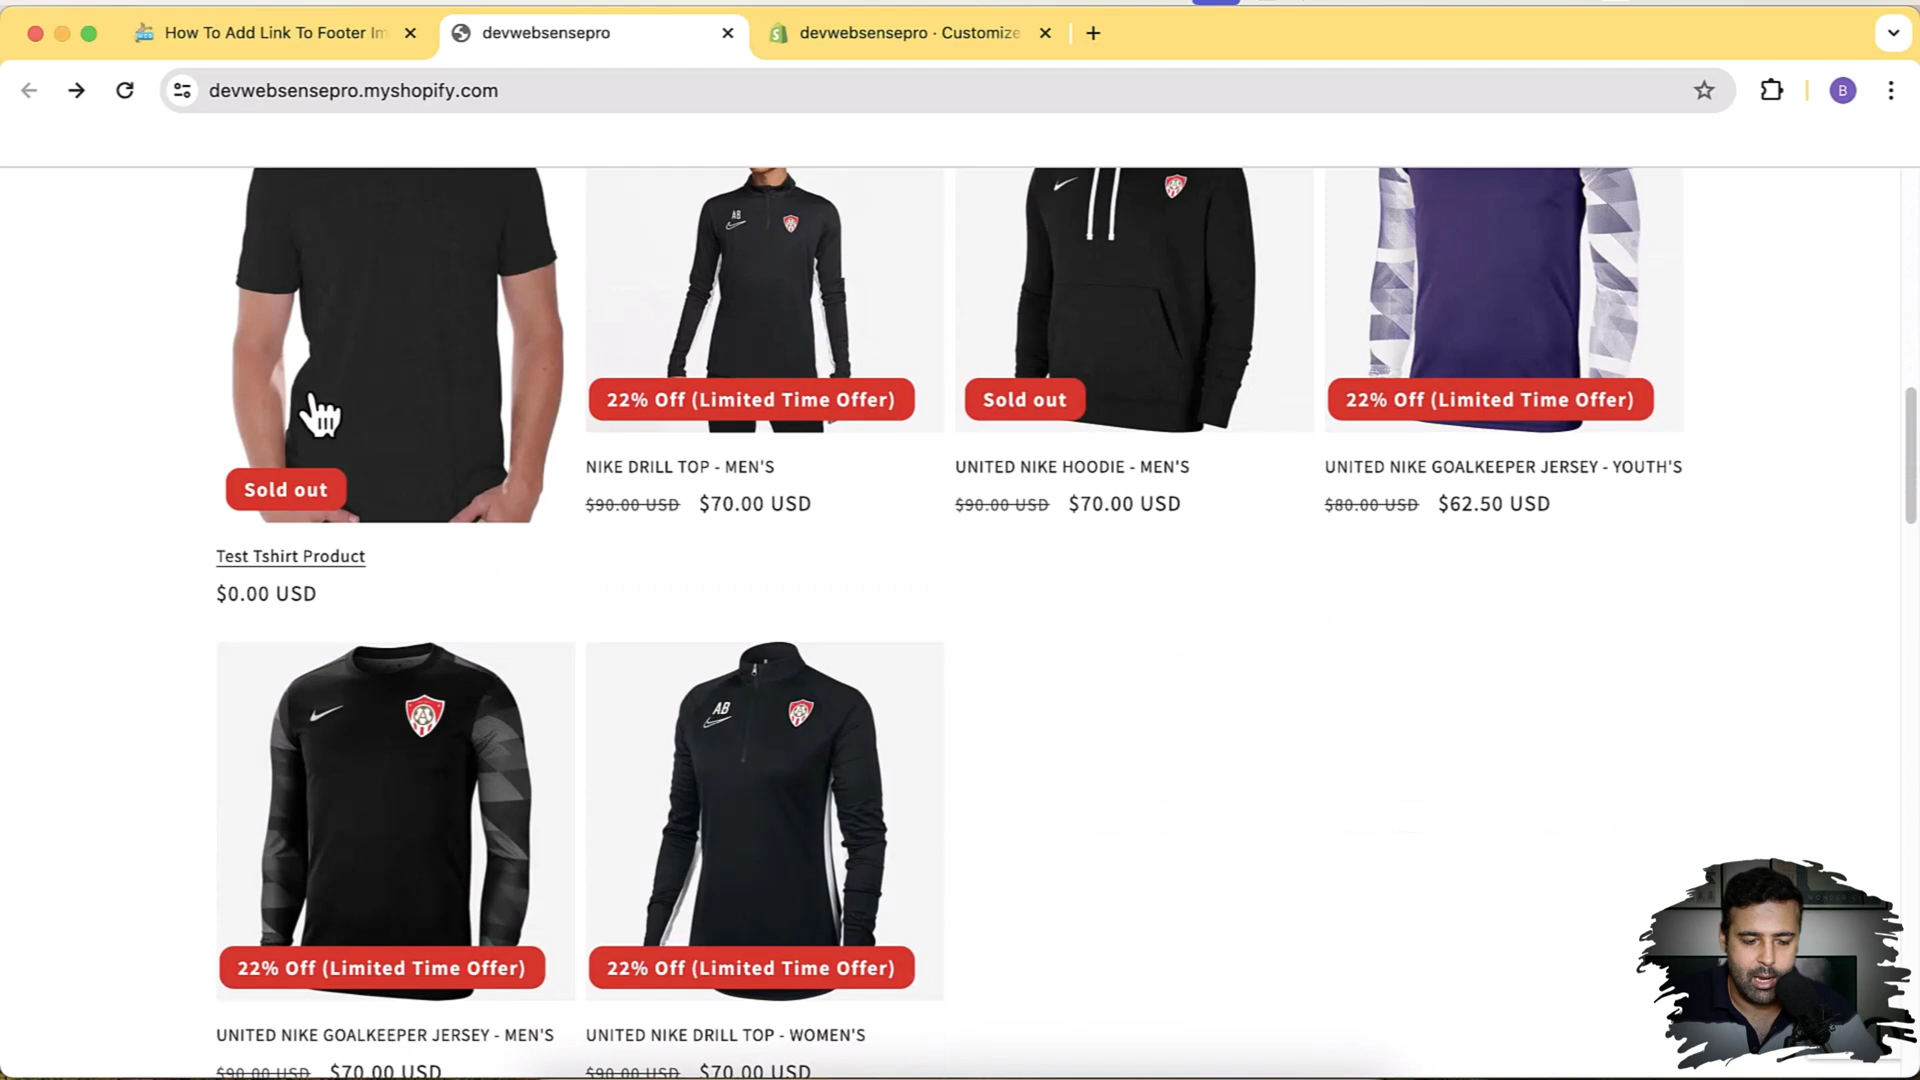 How To Add Link To Footer Im
devwebsensepro
devwebsensepro · Customize
devwebsensepro.myshopify.com
B
AB
22% Off (Limited Time Offer)
Sold out
22% Off (Limited Time Offer)
Sold out
NIKE DRILL TOP - MEN'S
UNITED NIKE HOODIE - MEN'S
UNITED NIKE GOALKEEPER JERSEY - YOUTH'S
$90.00 USD $70.00 USD
$90.00 USD $70.00 USD
$80.00 USD $62.50 USD
Test Tshirt Product
$0.00 USD
AB
22% Off (Limited Time Offer)
22% Off (Limited Time Offer)
UNITED NIKE GOALKEEPER JERSEY - MEN'S
UNITED NIKE DRILL TOP - WOMEN'S
$90.00 USD $70.00 USD
$90.00 USD $70.00 USD